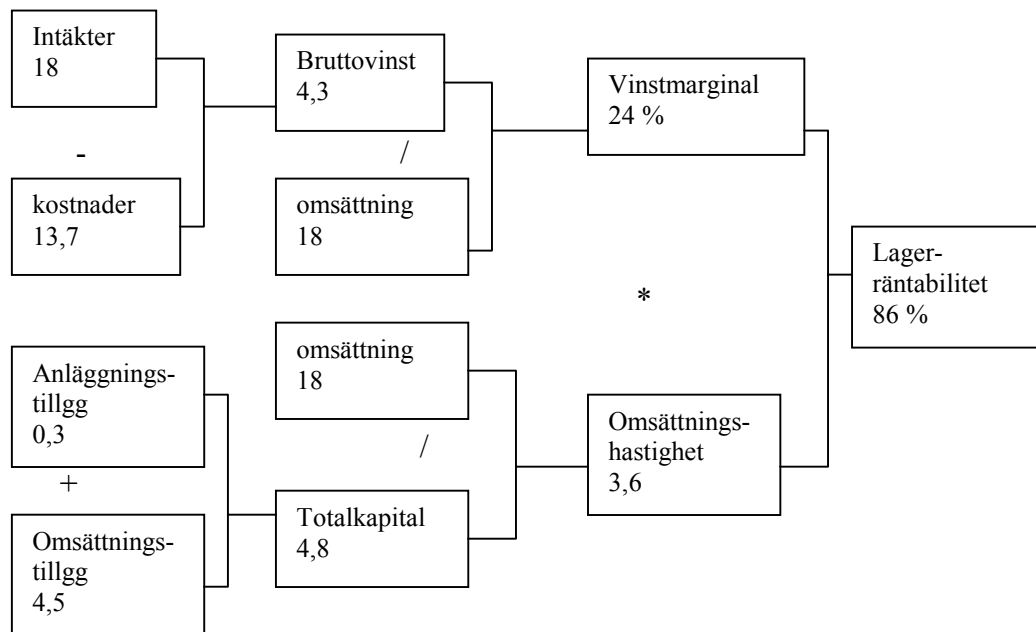 Intäkter
18
-
kostnader
13,7
Bruttovinst
4,3
/
omsättning
18
Vinstmarginal
24 %
*
Lager-
räntabilitet
86 %
Anläggnings-
tillgg
0,3
+
Omsättnings-
tillgg
4,5
omsättning
18
/
Totalkapital
4,8
Omsättnings-
hastighet
3,6